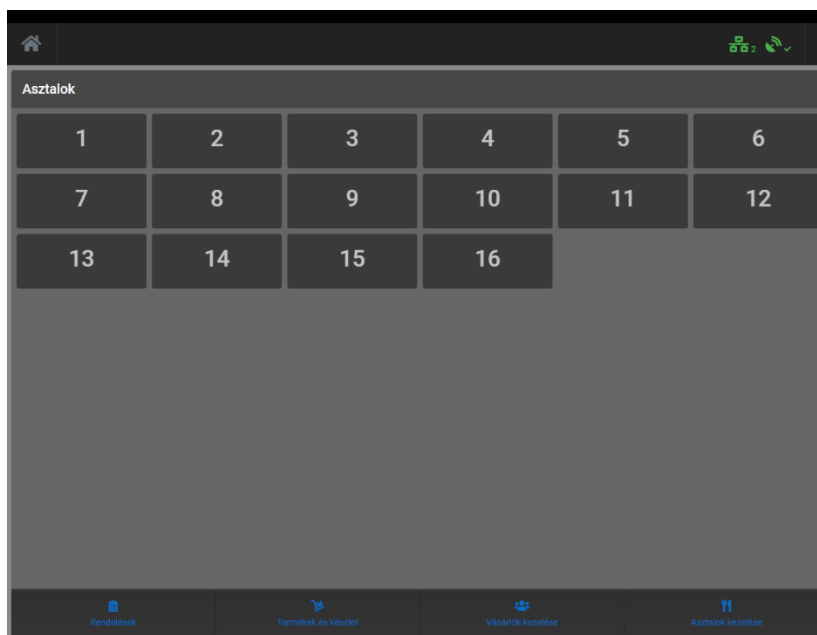 2
Asztalok
1 2 3 4 5 6
7 8 9 10 11 12
13 14 15 16
Rendelések Termékek és készlet Vásárlók kezelése Asztalok kezelése